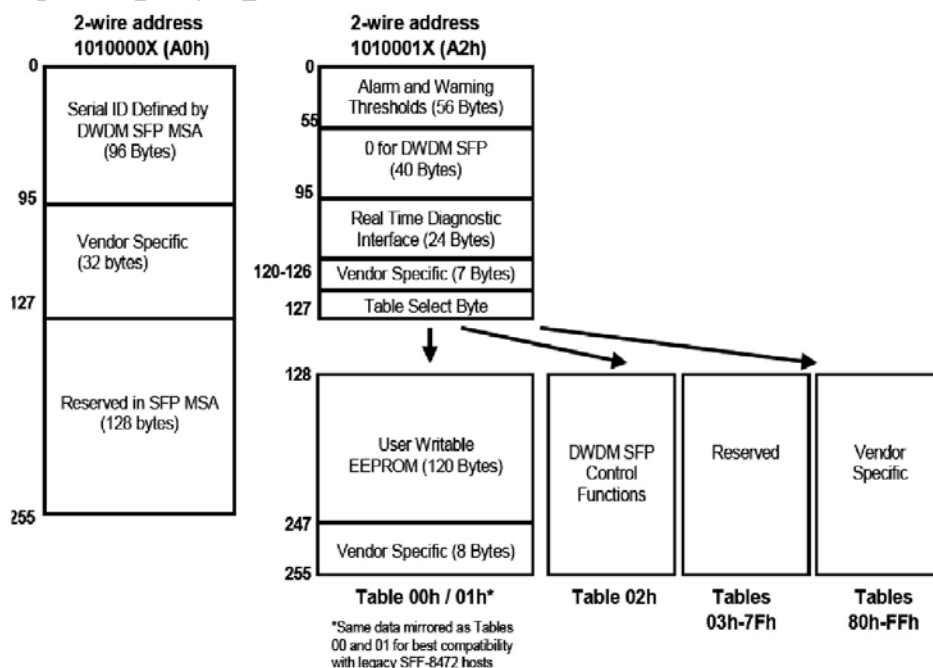 2-wire address
1010000X (A0h)
0
Serial ID Defined by
DWDM SFP MSA
(96 Bytes)
95
Vendor Specific
(32 bytes)
127
Reserved in SFP MSA
(128 bytes)
255
2-wire address
1010001X (A2h)
0
Alarm and Warning
Thresholds (56 Bytes)
55
0 for DWDM SFP
(40 Bytes)
95
Real Time Diagnostic
Interface (24 Bytes)
120-126
Vendor Specific (7 Bytes)
127
Table Select Byte
128
User Writable
EEPROM (120 Bytes)
247
Vendor Specific (8 Bytes)
255
Table 00h / 01h*
*Same data mirrored as Tables
00 and 01 for best compatibility
with legacy SFF-8472 hosts
DWDM SFP
Control
Functions
Table 02h
Reserved
Tables
03h-7Fh
Vendor
Specific
Tables
80h-FFh